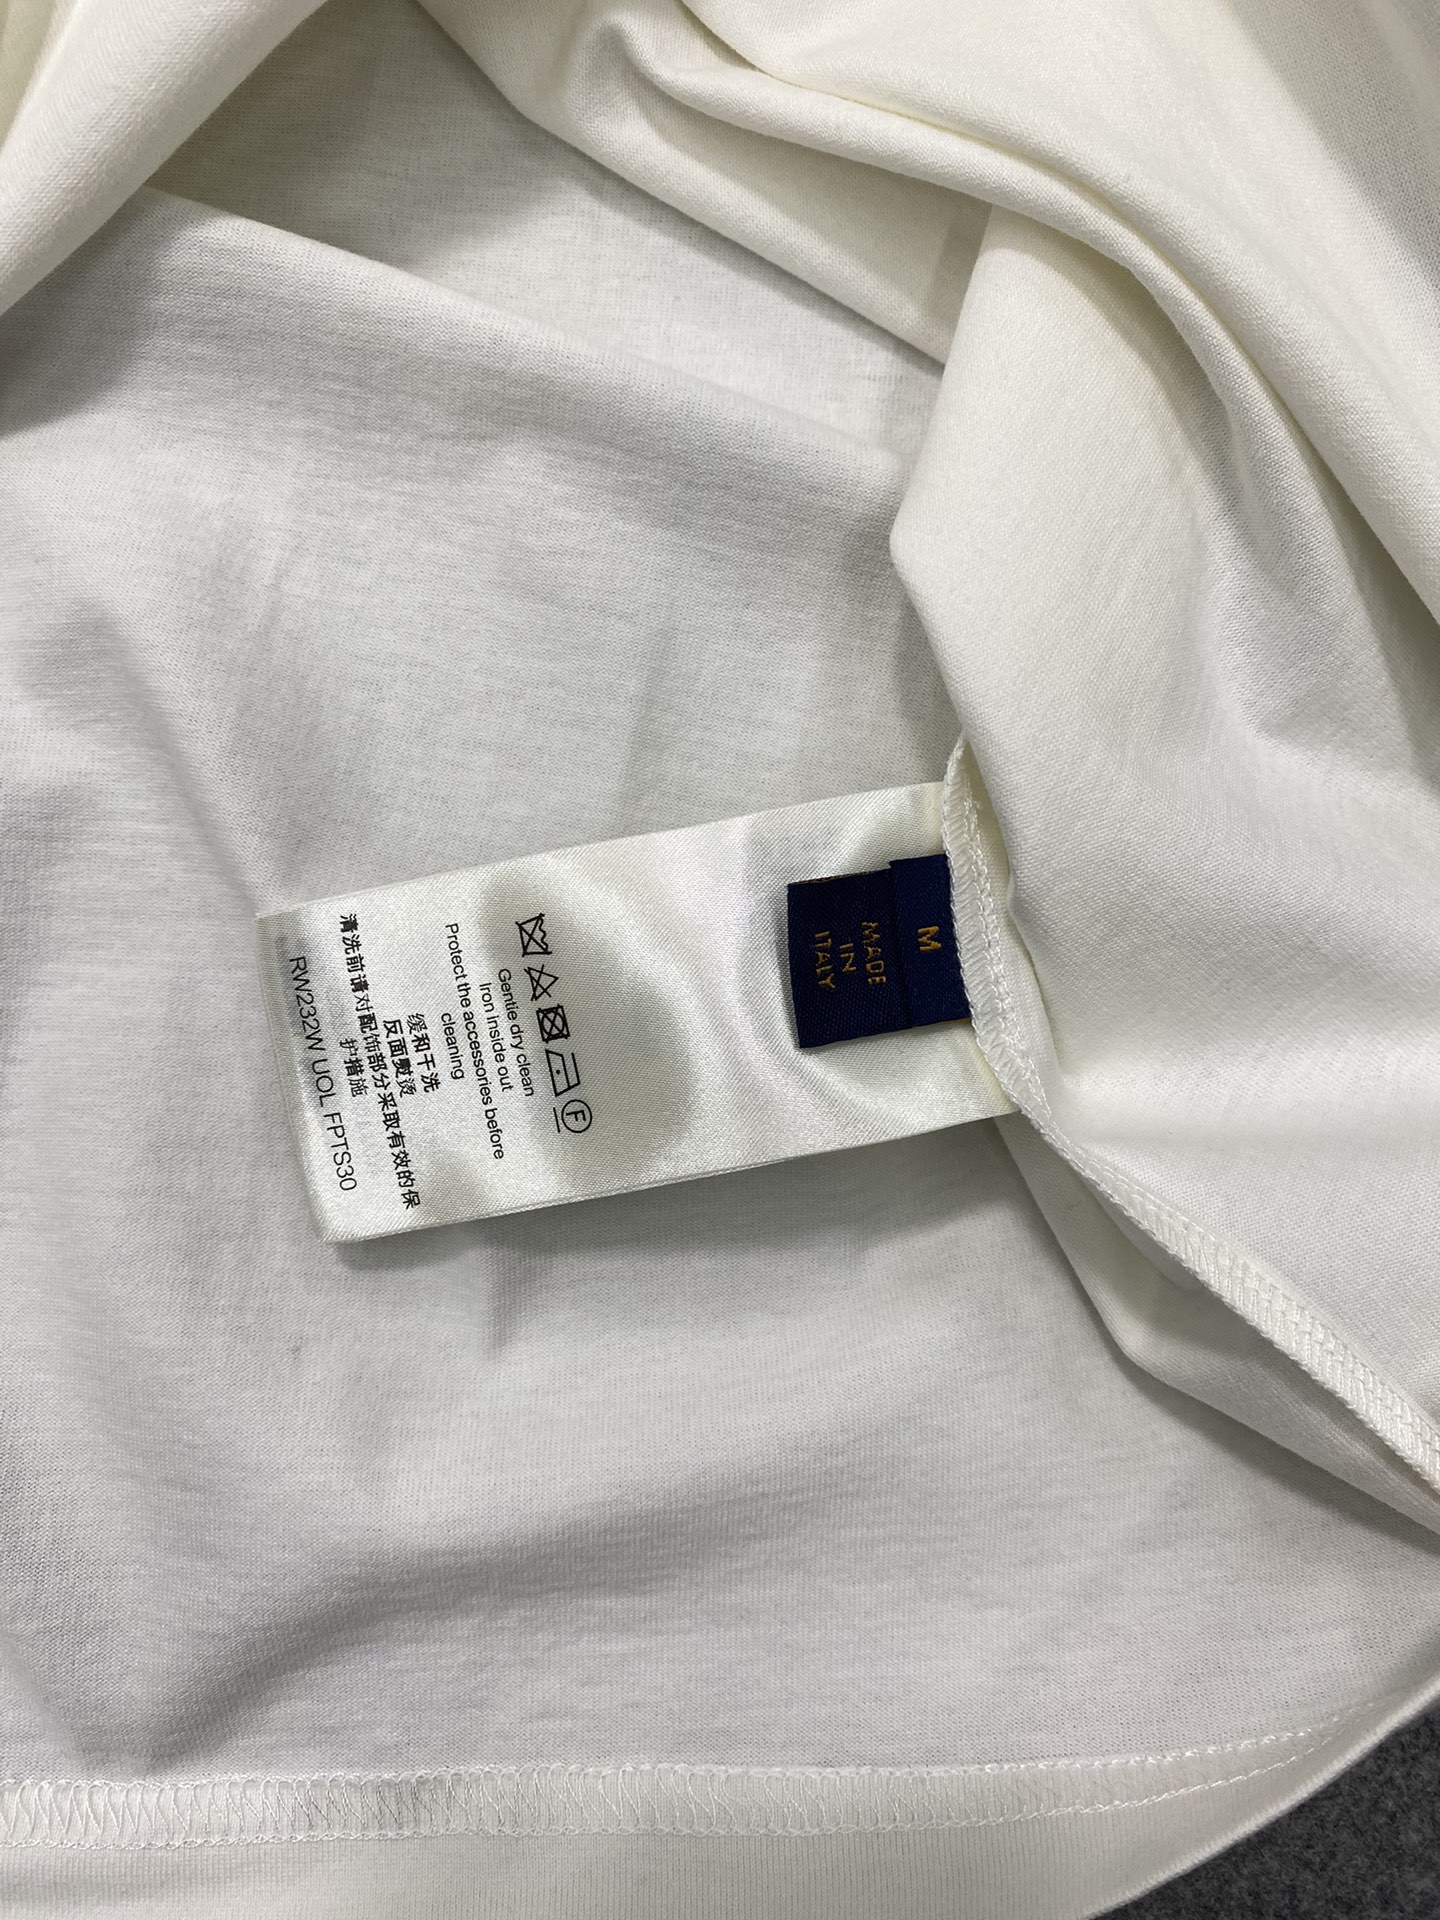 M
MADE
IN
ITALY
F
Gentle dry clean
Iron inside out
Protect the accessories before
cleaning
缓和干洗
反面熨烫
清洗前请对配饰部分采取有效的保
护措施
RW232W UOL FPTS30